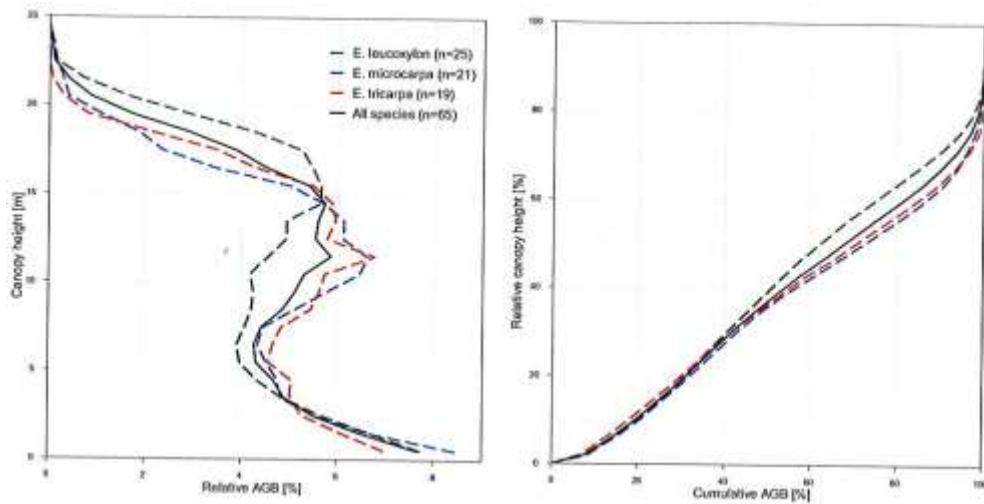 25
20
15
10
5
0
Canopy height [m]
E. leucoxylon (n=25)
E. microcarpa (n=21)
E. tricarpa (n=19)
All species (n=65)
0 2 4 6 8
Relative AGB [%]
100
80
60
40
20
0
Relative canopy height [%]
0 20 40 60 80 100
Cumulative AGB [%]